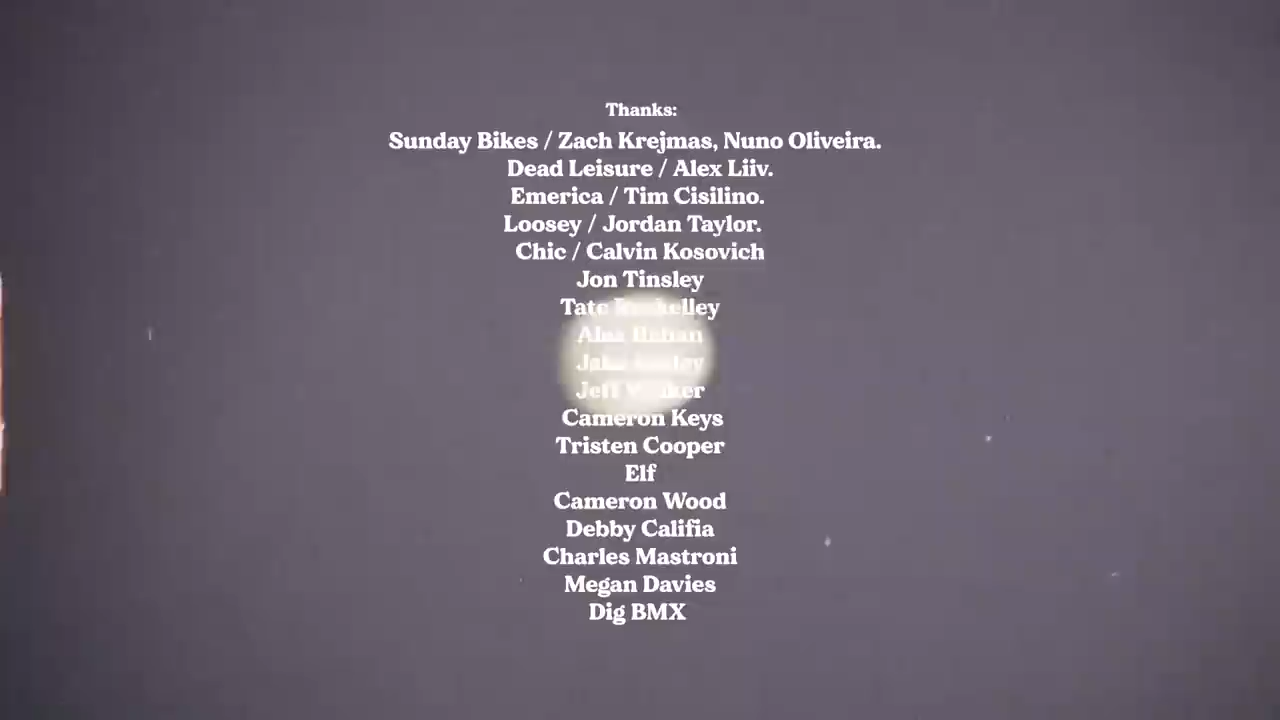 Thanks:
Sunday Bikes / Zach Krejmas, Nuno Oliveira.
Dead Leisure / Alex Liiv.
Emerica / Tim Cisilino.
Loosey / Jordan Taylor.
Chic / Calvin Kosovich
Jon Tinsley
Tate
Alex
Jeff
Cameron Keys
Tristen Cooper
Elf
Cameron Wood
Debby Califia
Charles Mastroni
Megan Davies
Dig BMX